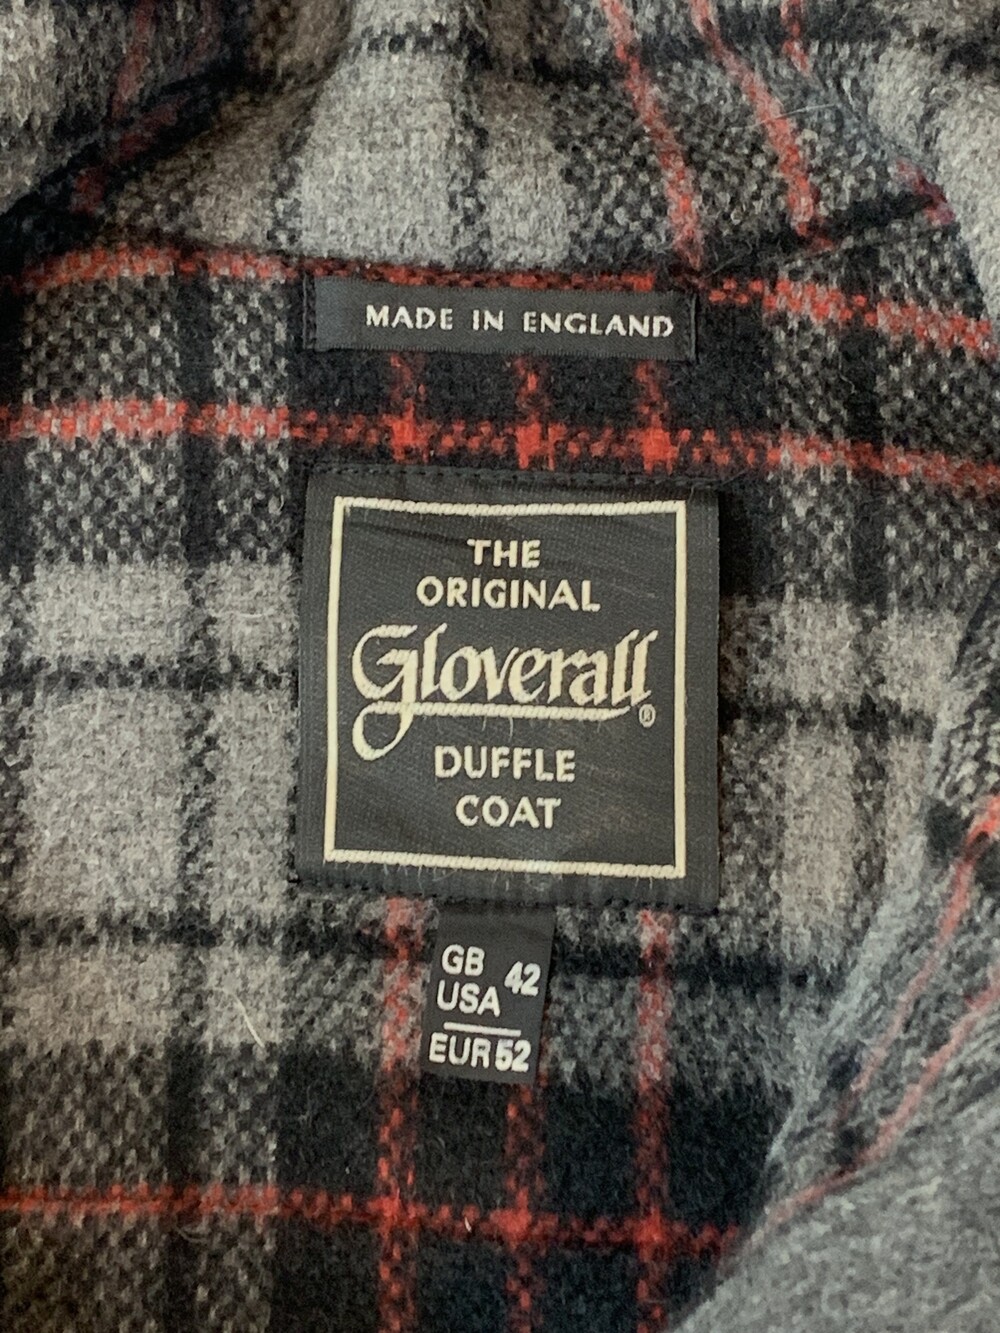 MADE IN ENGLAND
THE
ORIGINAL
Gloverall®
DUFFLE
COAT
GB 42
USA
EUR 52